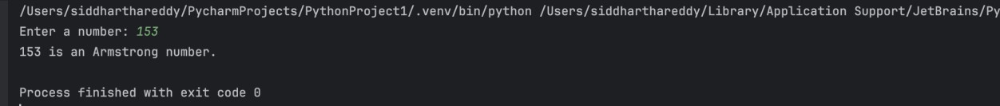 /Users/siddharthareddy/PycharmProjects/PythonProject1/.venv/bin/python /Users/siddharthareddy/Library/Application Support/JetBrains/Py
Enter a number: 153
153 is an Armstrong number.
Process finished with exit code 0